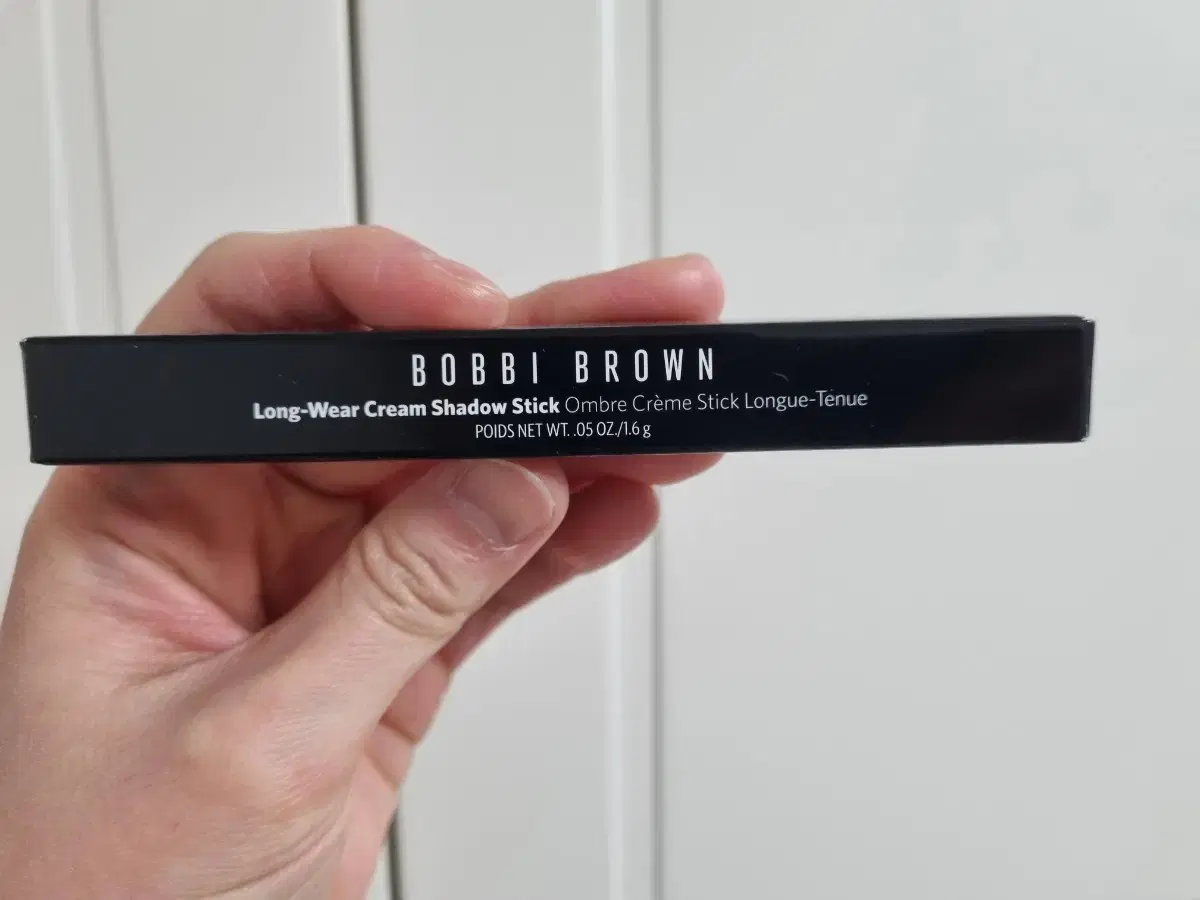 BOBBI BROWN
Long-Wear Cream Shadow Stick Ombre Crème Stick Longue-Tenue
POIDS NET WT. .05 OZ./1.6 g